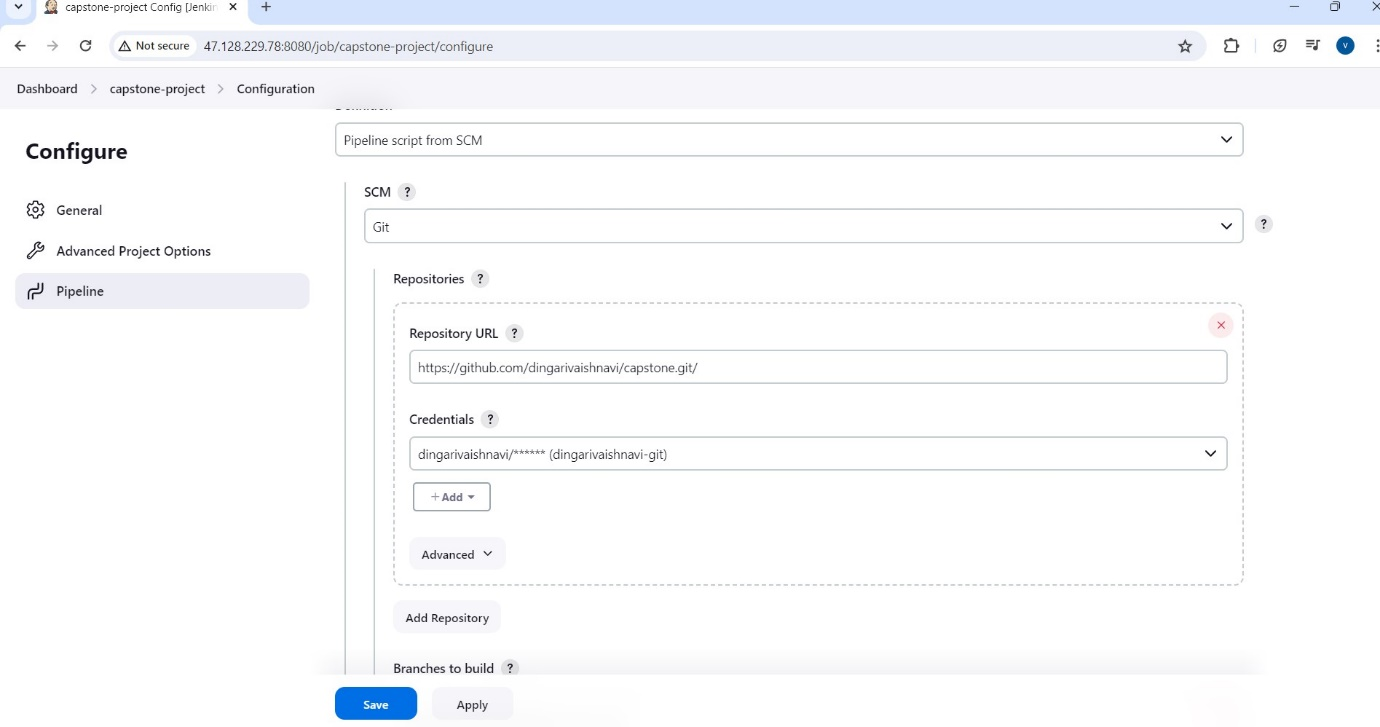 capstone-project Config [Jenkin
Not secure
47.128.229.78:8080/job/capstone-project/configure
v
Dashboard > capstone-project > Configuration
Definition
Configure
Pipeline script from SCM
General
SCM ?
Git
?
Advanced Project Options
Pipeline
Repositories ?
Repository URL ?
https://github.com/dingarivaishnavi/capstone.git/
Credentials ?
dingarivaishnavi/****** (dingarivaishnavi-git)
+ Add
Advanced
Add Repository
Branches to build ?
Save
Apply